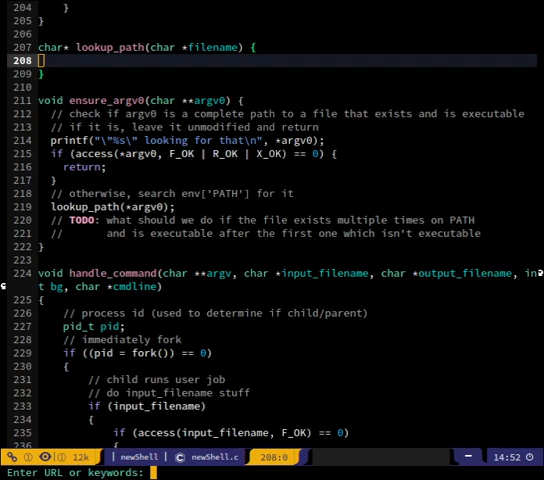 204     }
205 }
206
207 char* lookup_path(char *filename) {
208
209 }
210
211 void ensure_argv0(char **argv0) {
212   // check if argv0 is a complete path to a file that exists and is executable
213   // if it is, leave it unmodified and return
214   printf("\"%s\" looking for that\n", *argv0);
215   if (access(*argv0, F_OK | R_OK | X_OK) == 0) {
216     return;
217   }
218   // otherwise, search env['PATH'] for it
219   lookup_path(*argv0);
220   // TODO: what should we do if the file exists multiple times on PATH
221   //       and is executable after the first one which isn't executable
222 }
223
224 void handle_command(char **argv, char *input_filename, char *output_filename, in
t bg, char *cmdline)
225 {
226     // process id (used to determine if child/parent)
227     pid_t pid;
228     // immediately fork
229     if ((pid = fork()) == 0)
230     {
231         // child runs user job
232         // do input_filename stuff
233         if (input_filename)
234         {
235             if (access(input_filename, F_OK) == 0)
236             {
12k | newShell | newShell.c 208:0 14:52
Enter URL or keywords: